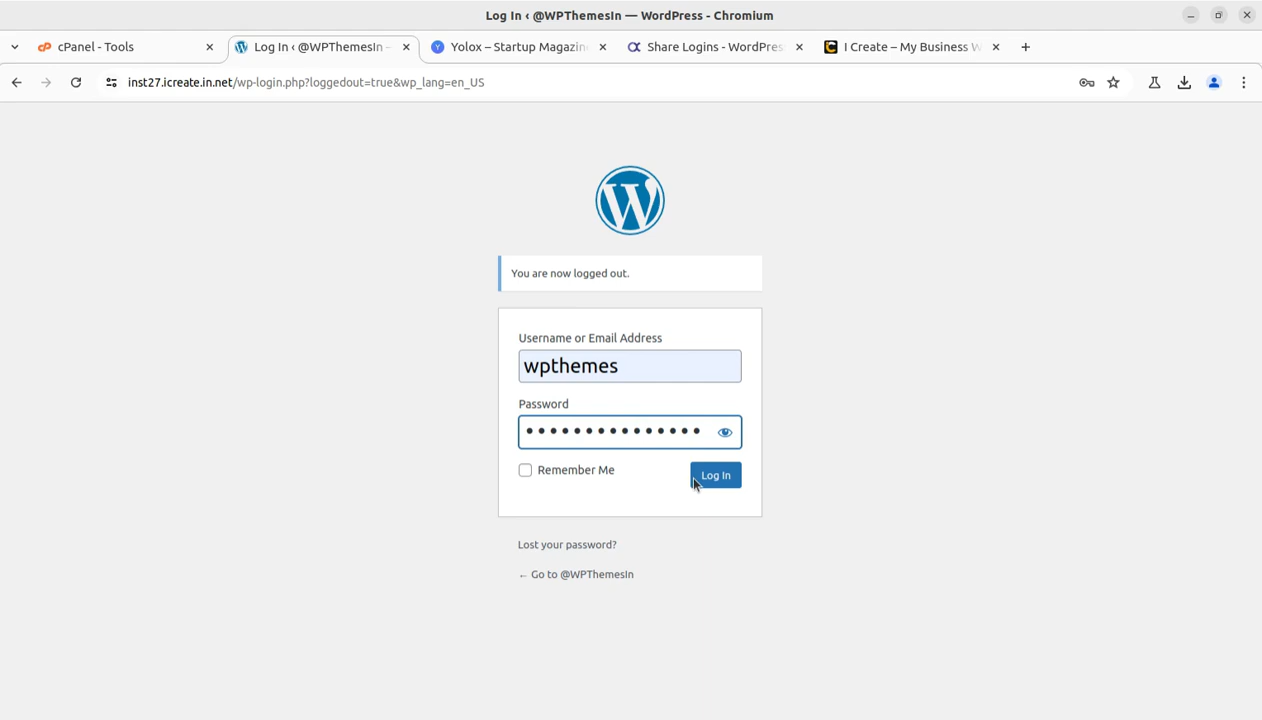 Log In ‹ @WPThemesIn — WordPress - Chromium
cPanel - Tools
Log In ‹ @WPThemesIn –
Yolox – Startup Magazin
Share Logins - WordPres
I Create – My Business W
inst27.icreate.in.net/wp-login.php?loggedout=true&wp_lang=en_US
You are now logged out.
Username or Email Address
wpthemes
Password
Remember Me
Log In
Lost your password?
← Go to @WPThemesIn